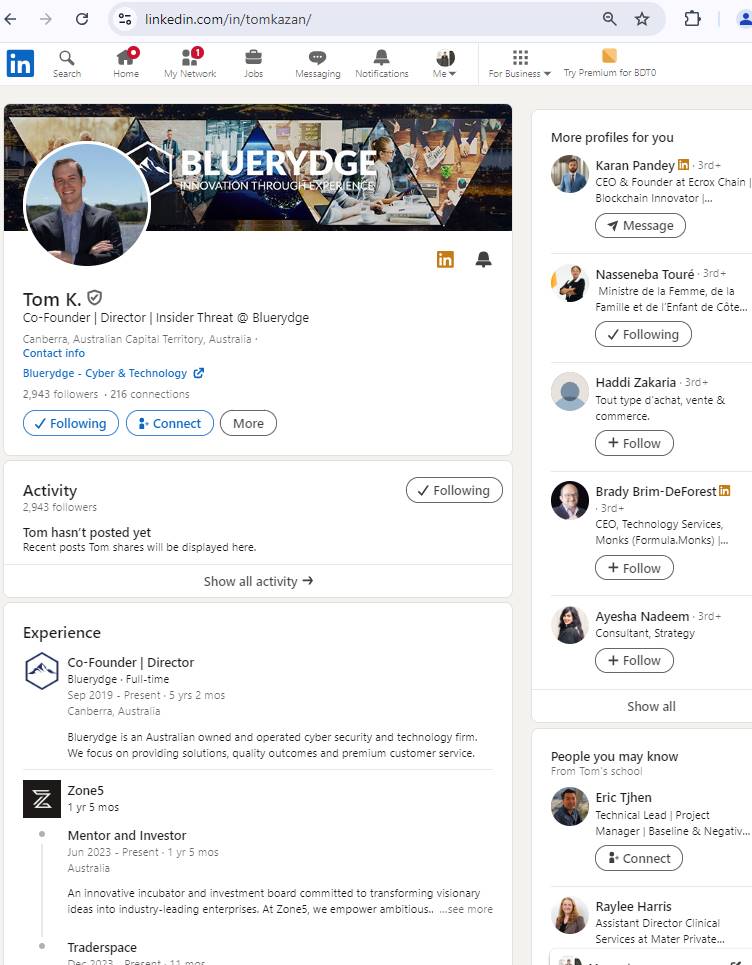 linkedin.com/in/tomkazan/
in
Search
Home
1
My Network
Jobs
Messaging
Notifications
Me
For Business
Try Premium for BDT0
BLUERYDGE
INNOVATION THROUGH EXPERIENCE
in
Tom K.
Co-Founder | Director | Insider Threat @ Bluerydge
Canberra, Australian Capital Territory, Australia ·
Contact info
Bluerydge - Cyber & Technology
2,943 followers · 216 connections
Following
Connect
More
Activity
2,943 followers
Following
Tom hasn't posted yet
Recent posts Tom shares will be displayed here.
Show all activity →
Experience
Co-Founder | Director
Bluerydge · Full-time
Sep 2019 - Present · 5 yrs 2 mos
Canberra, Australia
Bluerydge is an Australian owned and operated cyber security and technology firm.
We focus on providing solutions, quality outcomes and premium customer service.
Zone5
1 yr 5 mos
Mentor and Investor
Jun 2023 - Present · 1 yr 5 mos
Australia
An innovative incubator and investment board committed to transforming visionary
ideas into industry-leading enterprises. At Zone5, we empower ambitious.. ...see more
Traderspace
Dec 2023 - Present · 11 mos
More profiles for you
Karan Pandey in · 3rd+
CEO & Founder at Ecrox Chain |
Blockchain Innovator |...
Message
Nasseneba Touré · 3rd+
Ministre de la Femme, de la
Famille et de l'Enfant de Côte...
Following
Haddi Zakaria · 3rd+
Tout type d'achat, vente &
commerce.
+ Follow
Brady Brim-DeForest in
· 3rd+
CEO, Technology Services,
Monks (Formula.Monks) |...
+ Follow
Ayesha Nadeem · 3rd+
Consultant, Strategy
+ Follow
Show all
People you may know
From Tom's school
Eric Tjhen
Technical Lead | Project
Manager | Baseline & Negativ...
Connect
Raylee Harris
Assistant Director Clinical
Services at Mater Private...